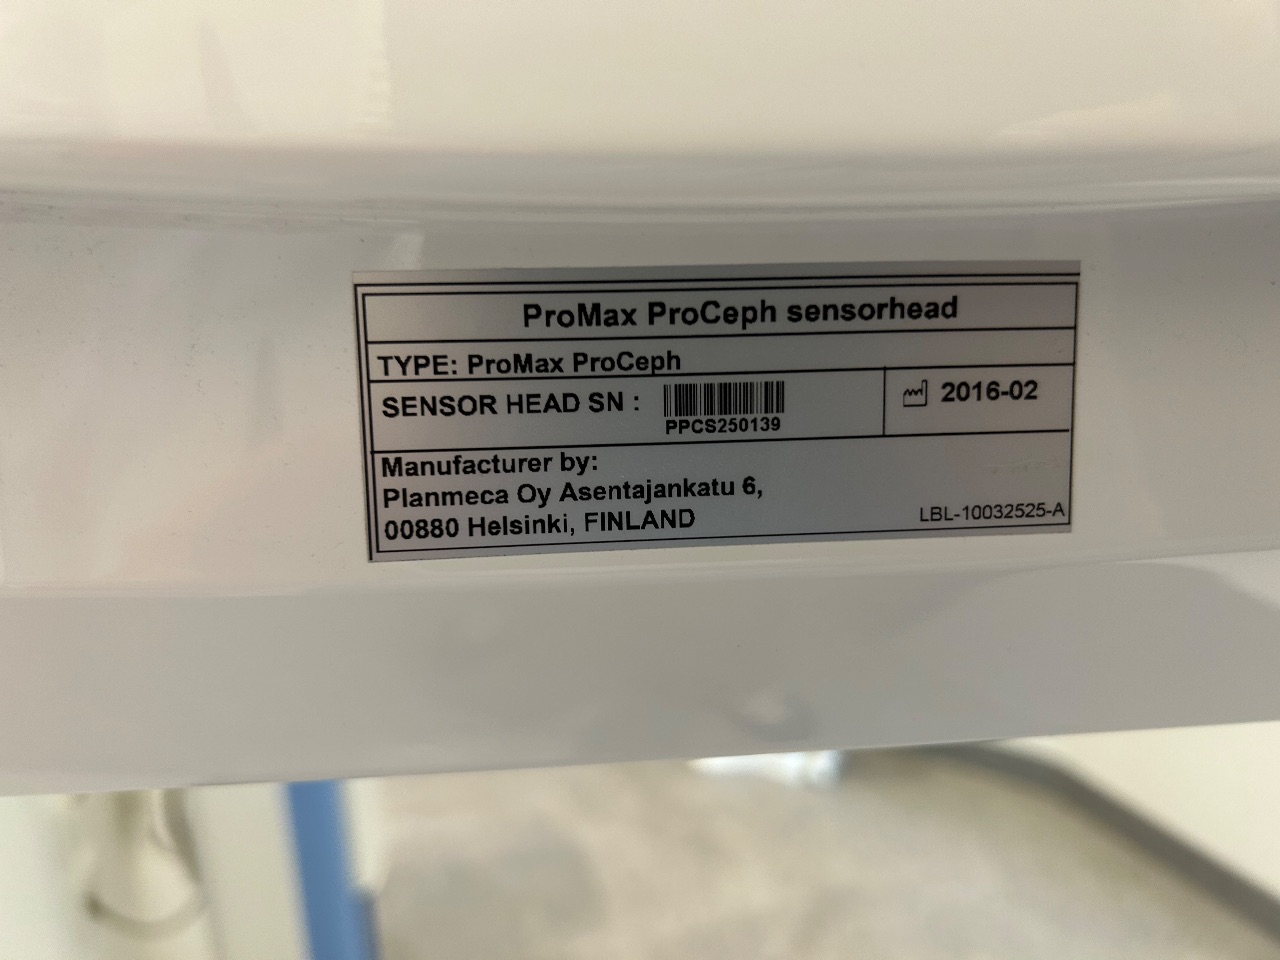 ProMax ProCeph sensorhead
TYPE: ProMax ProCeph
SENSOR HEAD SN :
PPCS250139
2016-02
Manufacturer by:
Planmeca Oy Asentajankatu 6,
00880 Helsinki, FINLAND
LBL-10032525-A